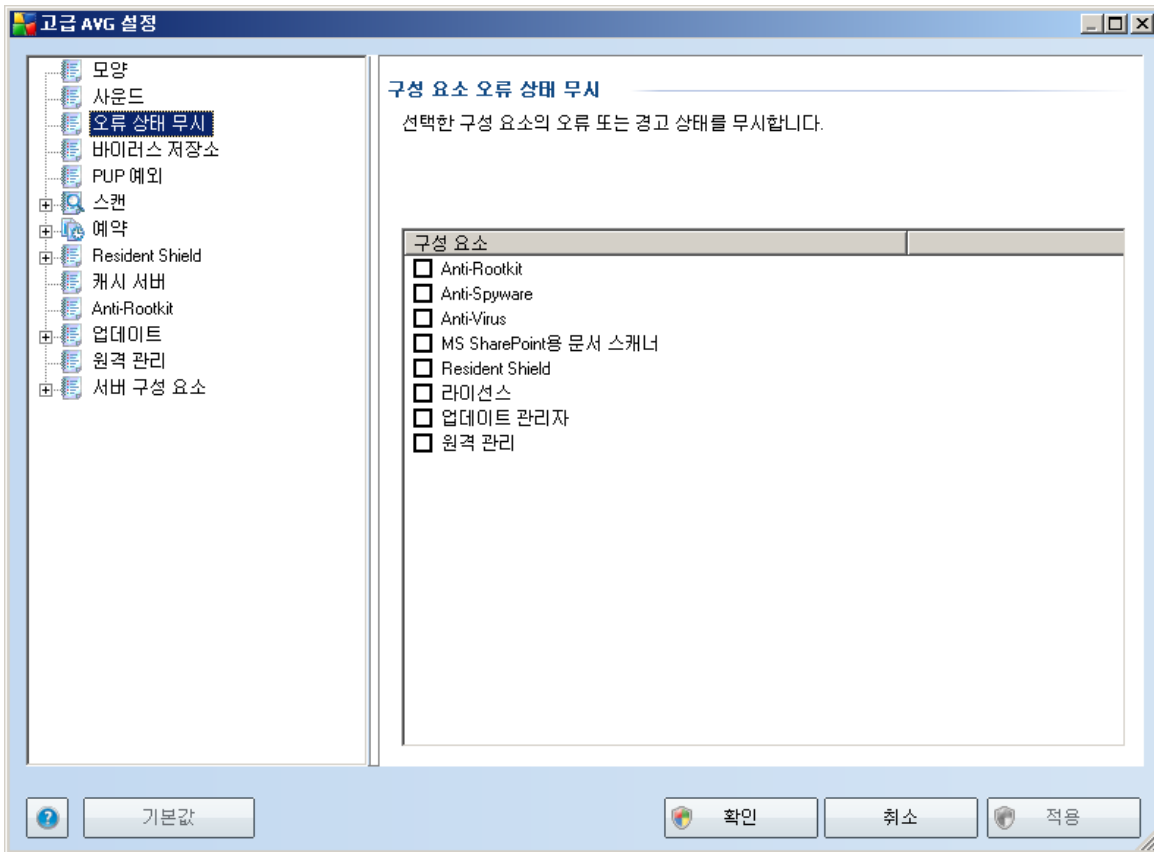 고급 AVG 설정
모양
사운드
오류 상태 무시
바이러스 저장소
PUP 예외
스캔
예약
Resident Shield
캐시 서버
Anti-Rootkit
업데이트
원격 관리
서버 구성 요소
구성 요소 오류 상태 무시
선택한 구성 요소의 오류 또는 경고 상태를 무시합니다.
구성 요소
Anti-Rootkit
Anti-Spyware
Anti-Virus
MS SharePoint용 문서 스캐너
Resident Shield
라이선스
업데이트 관리자
원격 관리
기본값
확인
취소
적용